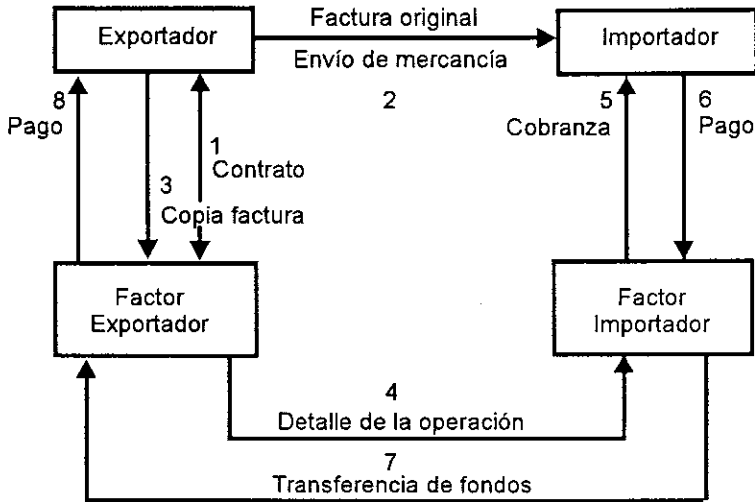 Exportador
Factura original
Envío de mercancía
2
Importador
8
Pago
1
Contrato
3
Copia factura
5
Cobranza
6
Pago
Factor
Exportador
Factor
Importador
4
Detalle de la operación
7
Transferencia de fondos